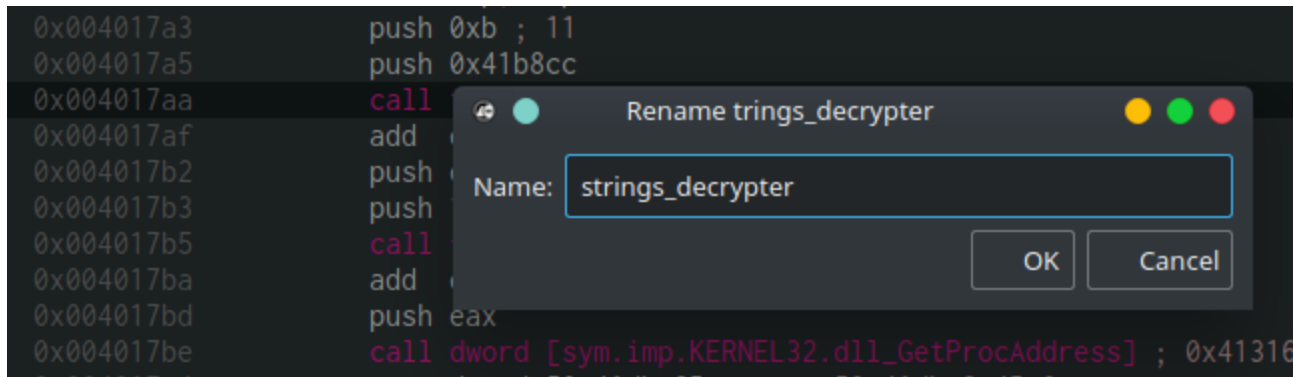 0x004017a3 push 0xb ; 11
0x004017a5 push 0x41b8cc
0x004017aa call
0x004017af add
0x004017b2 push
0x004017b3 push
0x004017b5 call
0x004017ba add
0x004017bd push eax
0x004017be call dword [sym.imp.KERNEL32.dll_GetProcAddress] ; 0x41316
Rename trings_decrypter
Name: strings_decrypter
OK Cancel